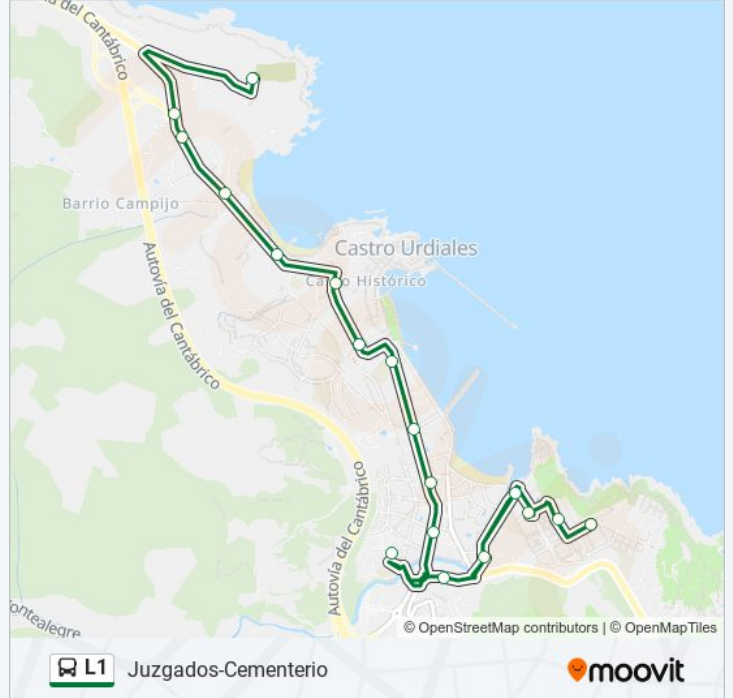 ía del Cantábrico
Barrio Campijo
Castro Urdiales
Casco Histórico
Autovía del Cantábrico
Autovía del Cantábrico
ontealegre
© OpenStreetMap contributors | © OpenMapTiles
L1 Juzgados-Cementerio
moovit